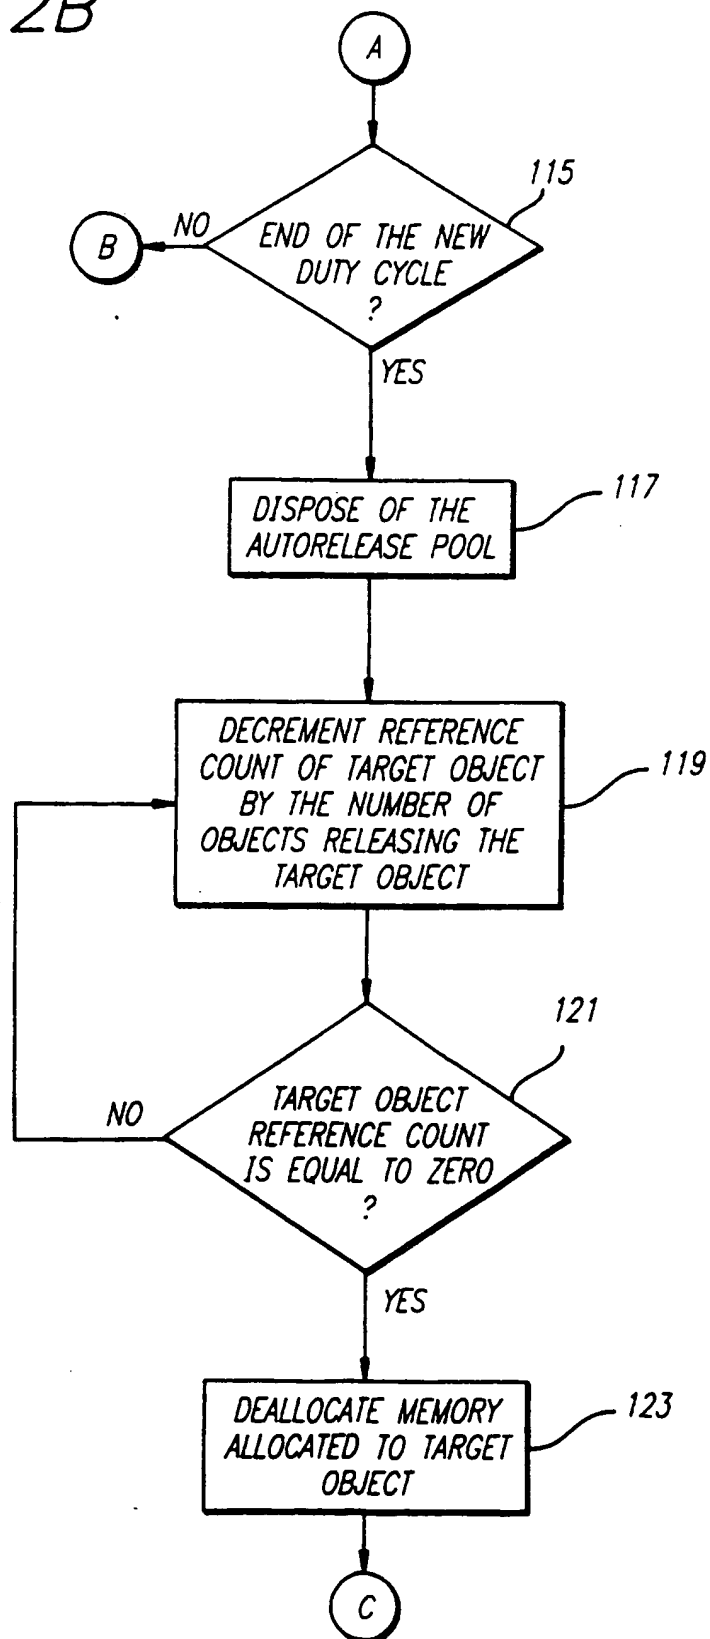 2B
A
115
END OF THE NEW
DUTY CYCLE
?
NO
B
YES
117
DISPOSE OF THE
AUTORELEASE POOL
DECREMENT REFERENCE
COUNT OF TARGET OBJECT
BY THE NUMBER OF
OBJECTS RELEASING THE
TARGET OBJECT
119
121
TARGET OBJECT
REFERENCE COUNT
IS EQUAL TO ZERO
?
NO
YES
DEALLOCATE MEMORY
ALLOCATED TO TARGET
OBJECT
123
C